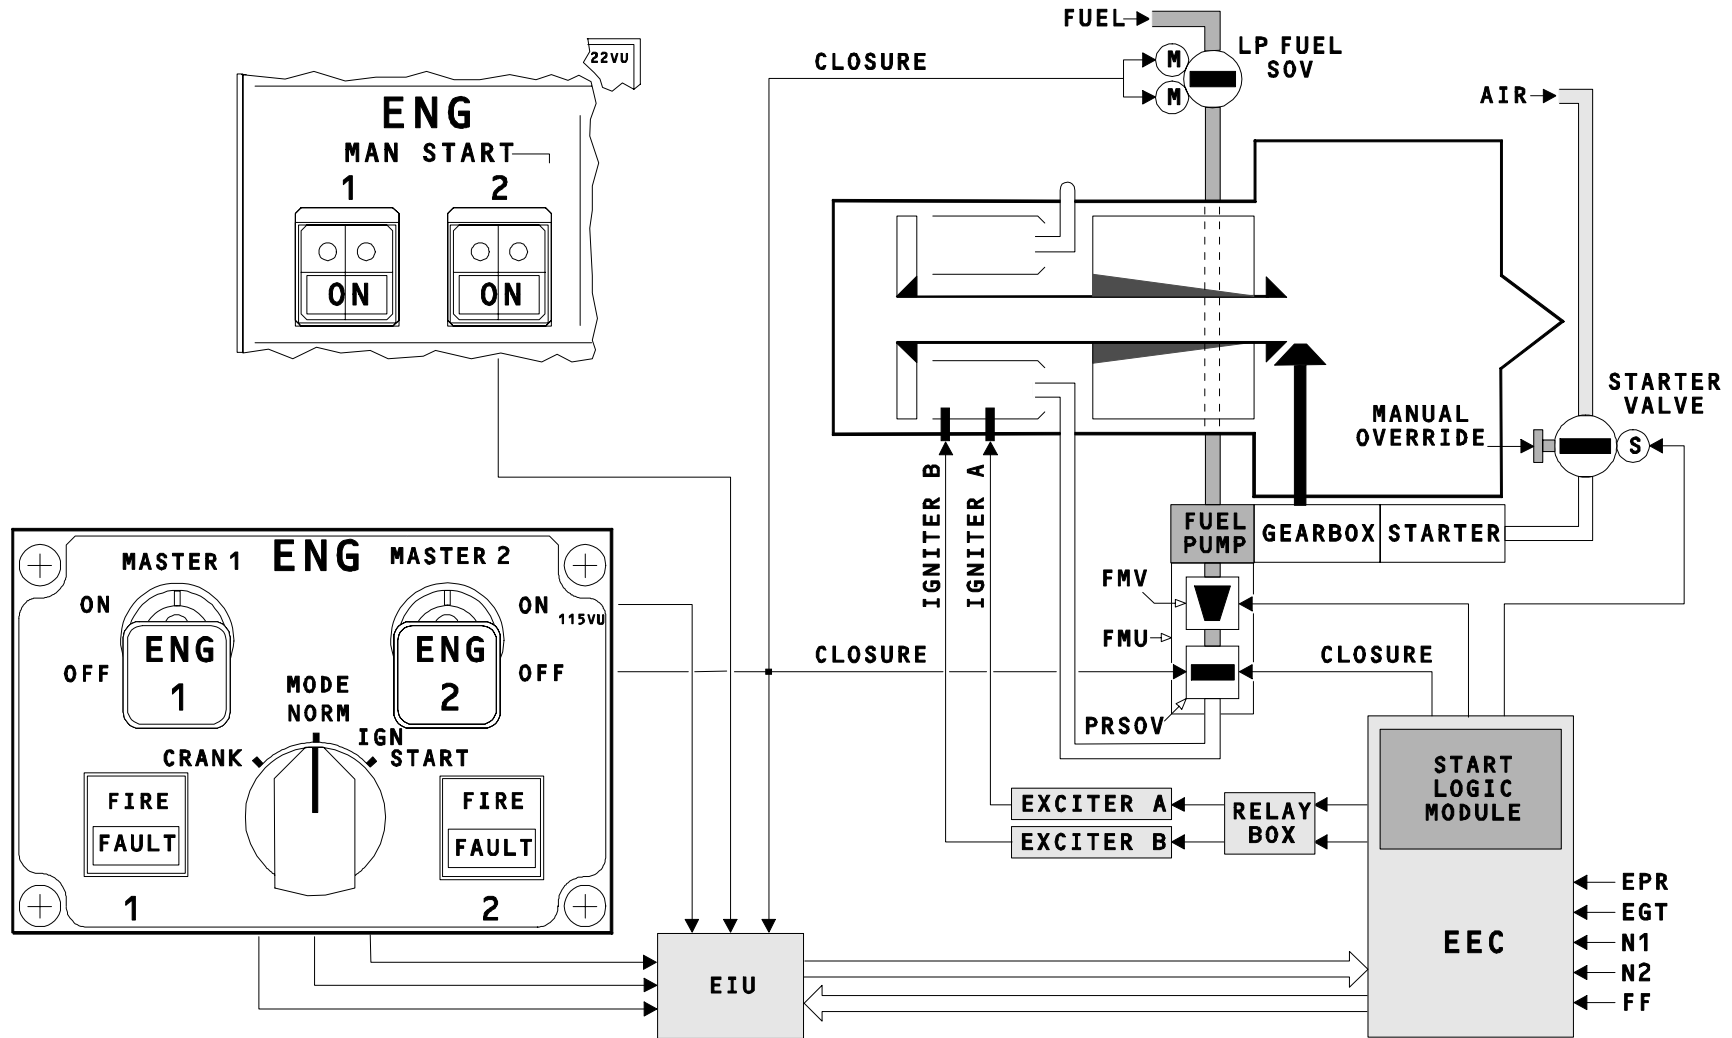 22VU
ENG
MAN START
1 2
ON ON
FUEL
LP FUEL
SOV
M
M
CLOSURE
AIR
STARTER
VALVE
MANUAL
OVERRIDE
S
IGNITER B
IGNITER A
FUEL
PUMP
GEARBOX
STARTER
FMV
FMU
CLOSURE
CLOSURE
PRSOV
MASTER 1 ENG MASTER 2
ON ON
115VU
ENG
1
ENG
2
OFF OFF
MODE
NORM
IGN
CRANK START
FIRE
FAULT
FIRE
FAULT
1 2
EXCITER A
EXCITER B
RELAY
BOX
START
LOGIC
MODULE
EEC
EPR
EGT
N1
N2
FF
EIU